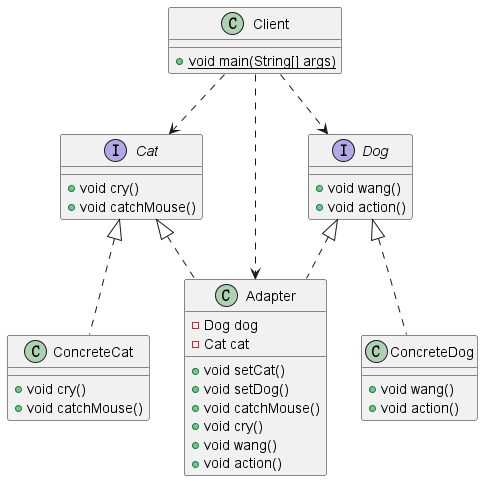 C Client
void main(String[] args)
I Cat
void cry()
void catchMouse()
I Dog
void wang()
void action()
C ConcreteCat
void cry()
void catchMouse()
C Adapter
Dog dog
Cat cat
void setCat()
void setDog()
void catchMouse()
void cry()
void wang()
void action()
C ConcreteDog
void wang()
void action()